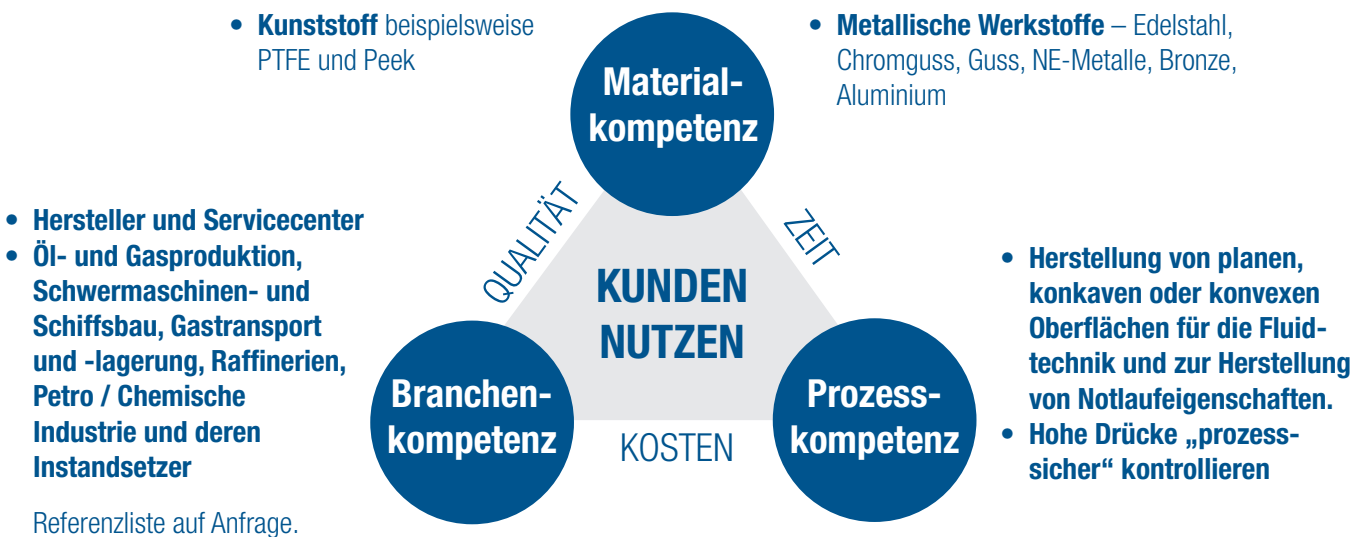 • Kunststoff beispielsweise
PTFE und Peek
• Metallische Werkstoffe – Edelstahl,
Chromguss, Guss, NE-Metalle, Bronze,
Aluminium
Material-
kompetenz
QUALITÄT
ZEIT
• Hersteller und Servicecenter
• Öl- und Gasproduktion,
Schwermaschinen- und
Schiffsbau, Gastransport
und -lagerung, Raffinerien,
Petro / Chemische
Industrie und deren
Instandsetzer
Referenzliste auf Anfrage.
KUNDEN
NUTZEN
Branchen-
kompetenz
KOSTEN
Prozess-
kompetenz
• Herstellung von planen,
konkaven oder konvexen
Oberflächen für die Fluid-
technik und zur Herstellung
von Notlaufeigenschaften.
• Hohe Drücke „prozess-
sicher“ kontrollieren